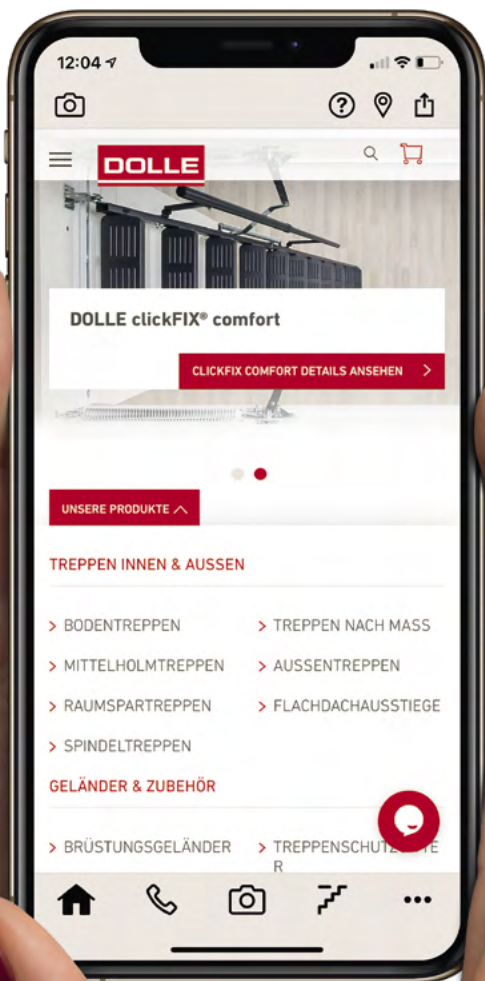 12:04
DOLLE
DOLLE clickFIX® comfort
CLICKFIX COMFORT DETAILS ANSEHEN
UNSERE PRODUKTE
TREPPEN INNEN & AUSSEN
BODENTREPPEN
TREPPEN NACH MASS
MITTELHOLMTREPPEN
AUSSENTREPPEN
RAUMSPARTREPPEN
FLACHDACHAUSSTIEGE
SPINDELTREPPEN
GELÄNDER & ZUBEHÖR
BRÜSTUNGSGELÄNDER